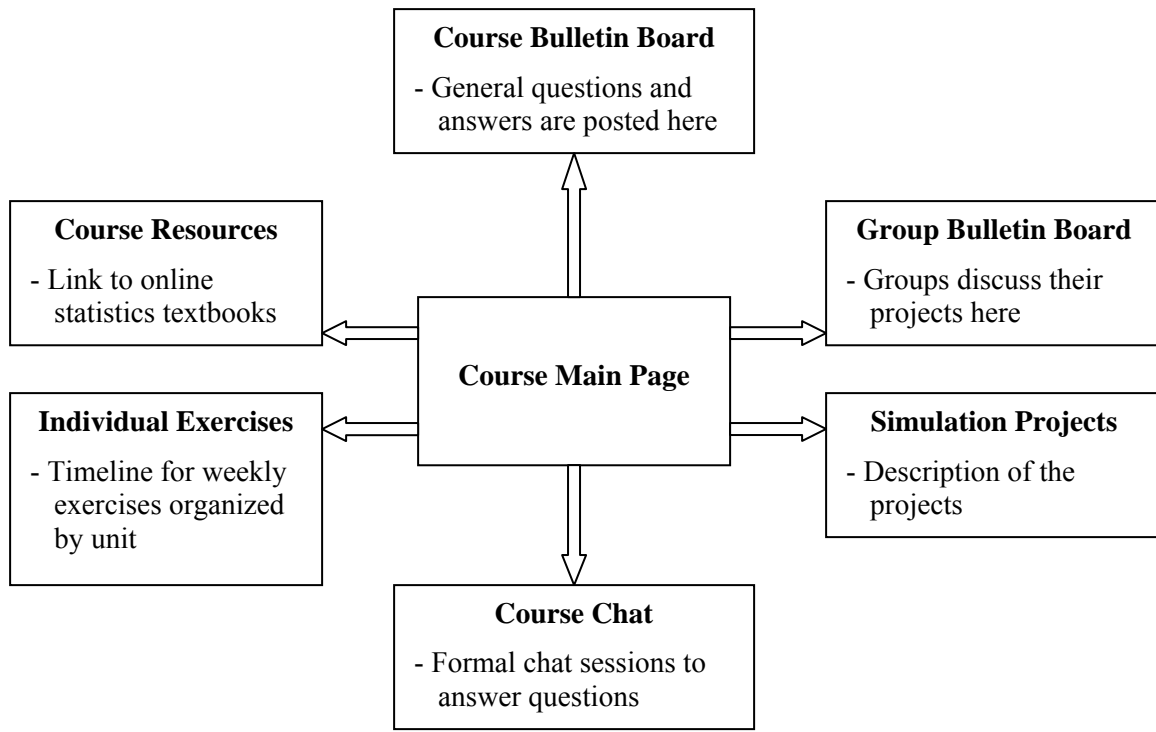 Course Bulletin Board
- General questions and
answers are posted here
Course Resources
- Link to online
statistics textbooks
Group Bulletin Board
- Groups discuss their
projects here
Course Main Page
Individual Exercises
- Timeline for weekly
exercises organized
by unit
Simulation Projects
- Description of the
projects
Course Chat
- Formal chat sessions to
answer questions